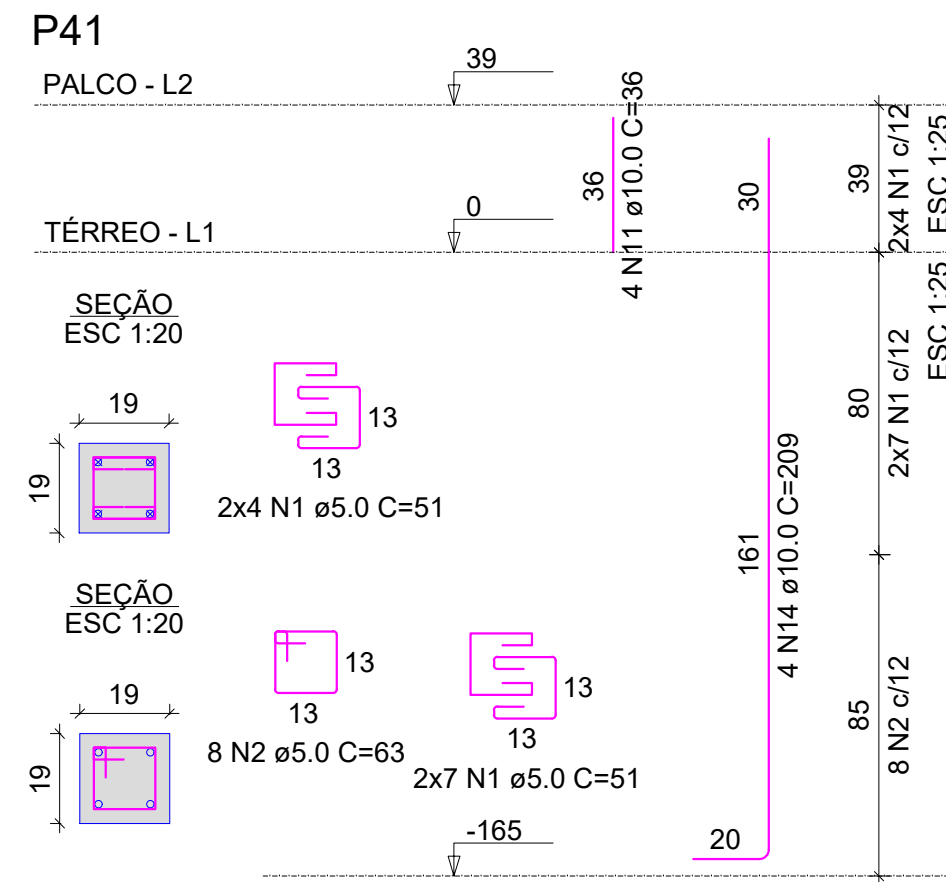 P41
PALCO - L2
39
TÉRREO - L1
0
36
4 N11 ø10.0 C=36
30
39
2x4 N1 c/12
ESC 1:25
SEÇÃO
ESC 1:20
19
19
13
13
2x4 N1 ø5.0 C=51
161
4 N14 ø10.0 C=209
80
2x7 N1 c/12
ESC 1:25
SEÇÃO
ESC 1:20
19
19
13
13
8 N2 ø5.0 C=63
13
13
2x7 N1 ø5.0 C=51
85
8 N2 c/12
20
-165